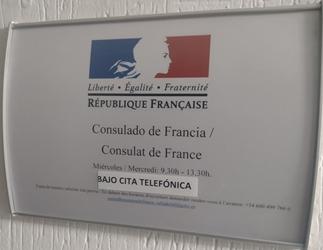 Liberté • Égalité • Fraternité
RÉPUBLIQUE FRANÇAISE
Consulado de Francia /
Consulat de France
Miércoles / Mercredi: 9.30h - 13.30h.
BAJO CITA TELEFÓNICA